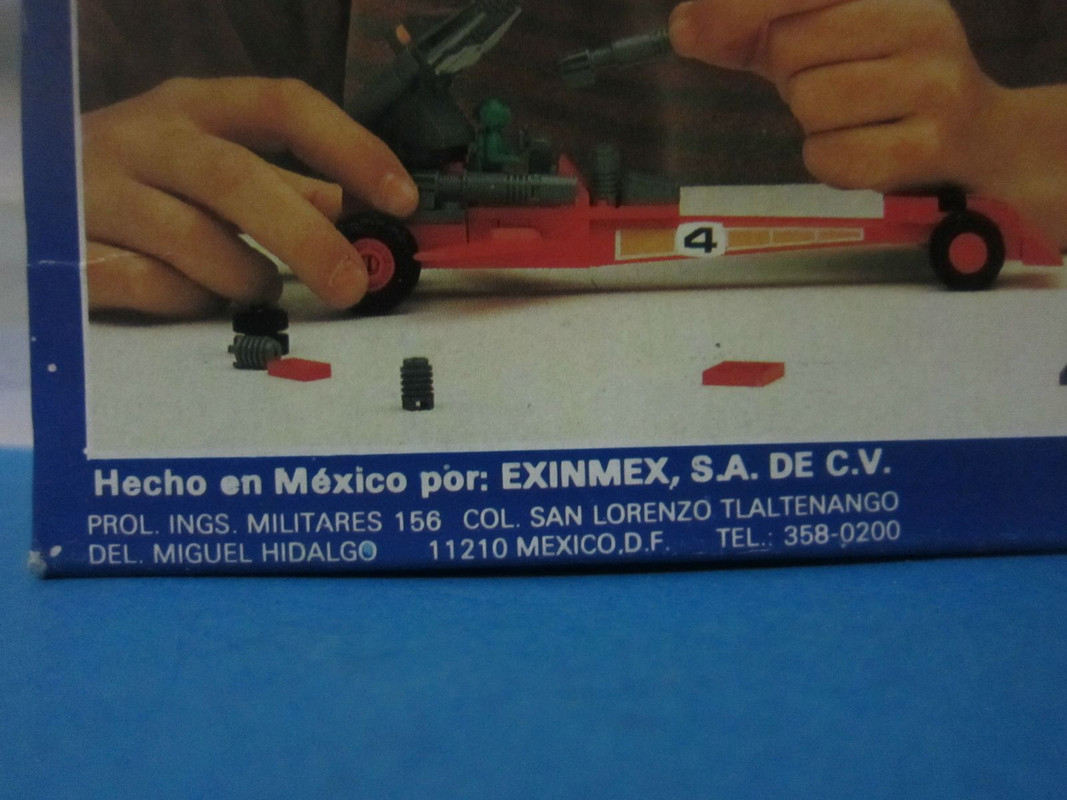 4
Hecho en México por: EXINMEX, S.A. DE C.V.
PROL. INGS. MILITARES 156 COL. SAN LORENZO TLALTENANGO
DEL. MIGUEL HIDALGO 11210 MEXICO,D.F. TEL.: 358-0200